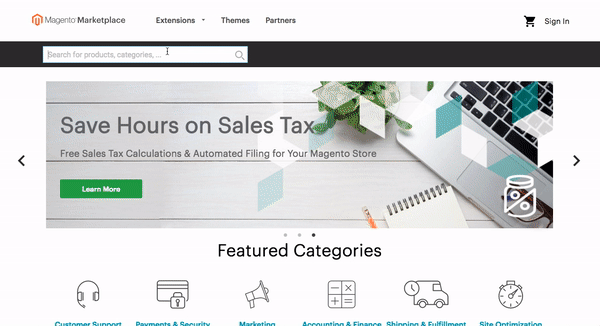 Magento Marketplace
Extensions
Themes
Partners
Sign In
Search for products, categories, ...
Save Hours on Sales Tax
Free Sales Tax Calculations & Automated Filing for Your Magento Store
Learn More
Featured Categories
Customer Support
Payments & Security
Marketing
Accounting & Finance
Shipping & Fulfillment
Site Optimization